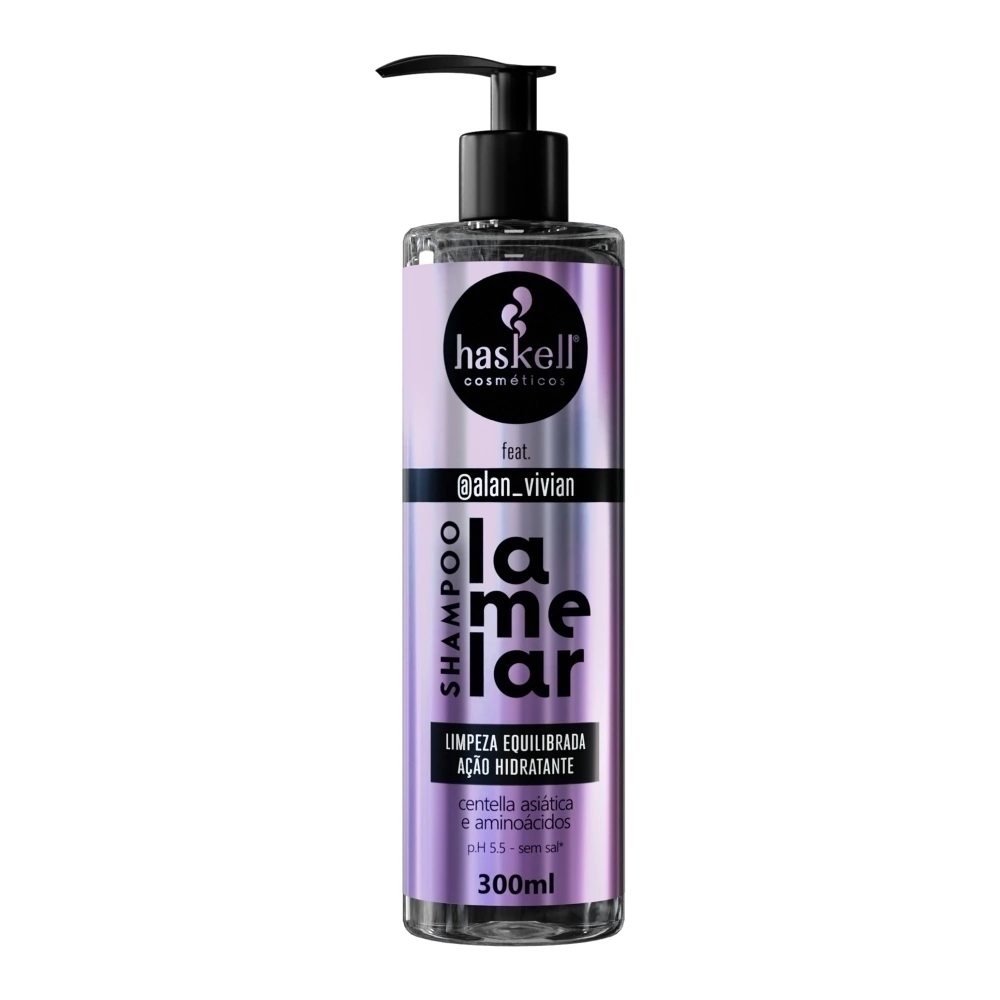 haskell®
cosméticos
feat.
@alan_vivian
SHAMPOO
la
me
lar
LIMPEZA EQUILIBRADA
AÇÃO HIDRATANTE
centella asiática
e aminoácidos
p.H 5.5 - sem sal*
300ml